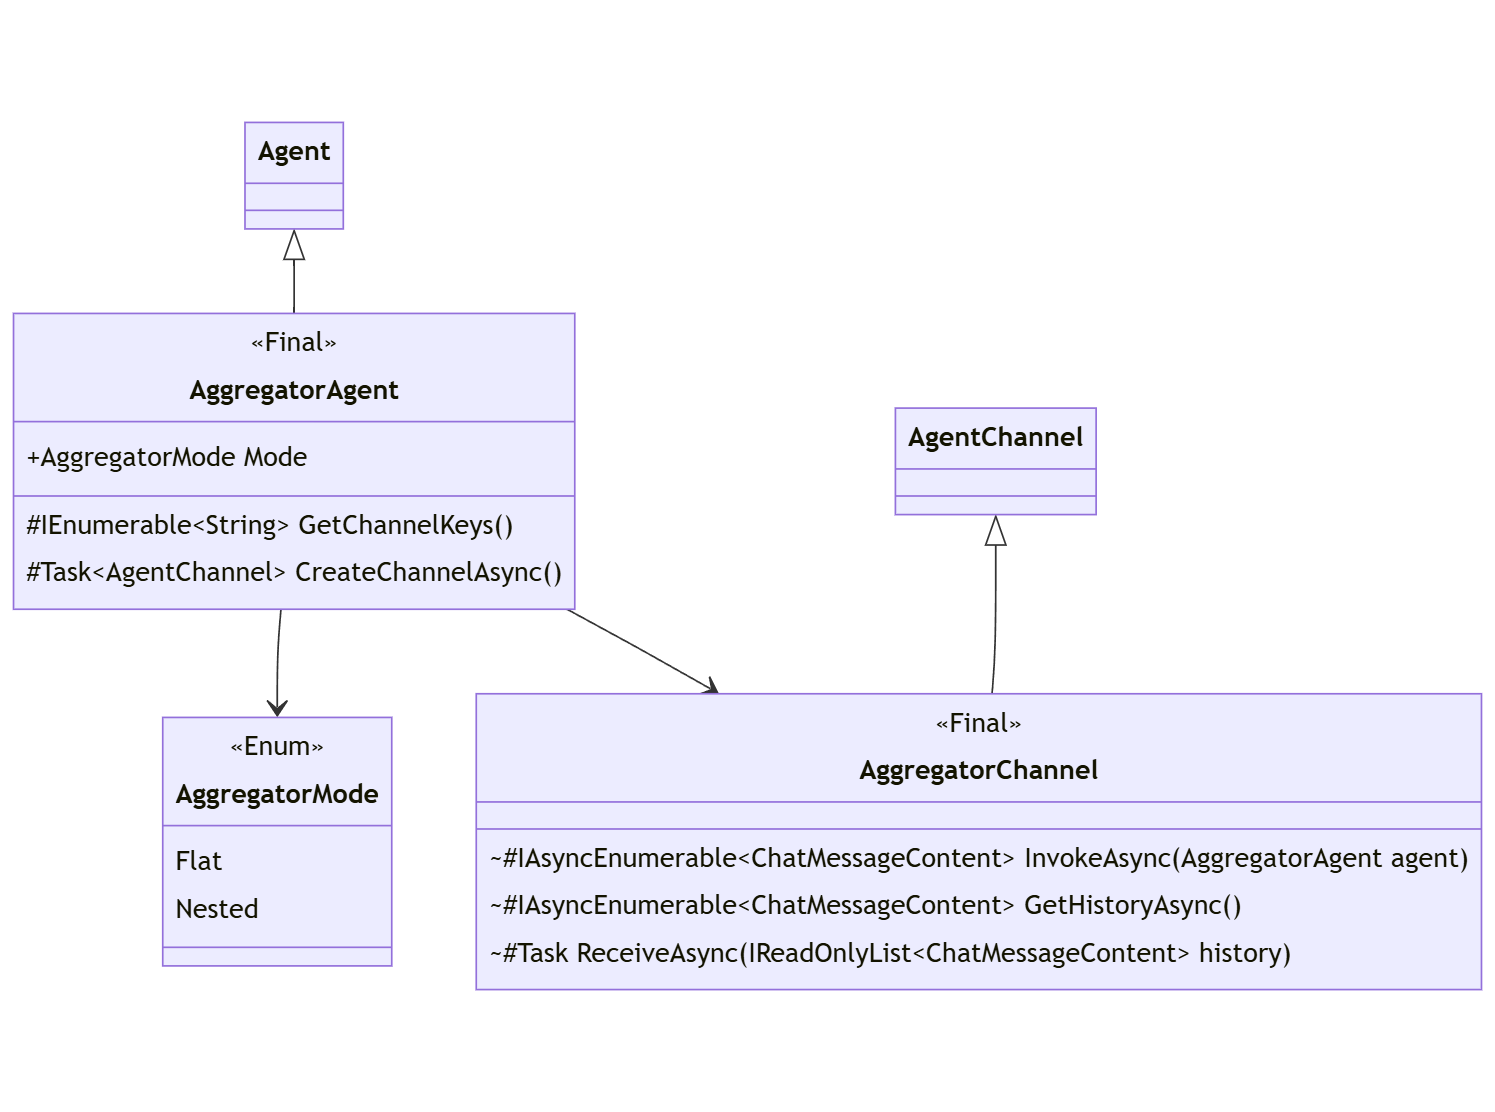 Agent
«Final»
AggregatorAgent
+AggregatorMode Mode
#IEnumerable<String> GetChannelKeys()
#Task<AgentChannel> CreateChannelAsync()
AgentChannel
«Enum»
AggregatorMode
Flat
Nested
«Final»
AggregatorChannel
~#IAsyncEnumerable<ChatMessageContent> InvokeAsync(AggregatorAgent agent)
~#IAsyncEnumerable<ChatMessageContent> GetHistoryAsync()
~#Task ReceiveAsync(IReadOnlyList<ChatMessageContent> history)